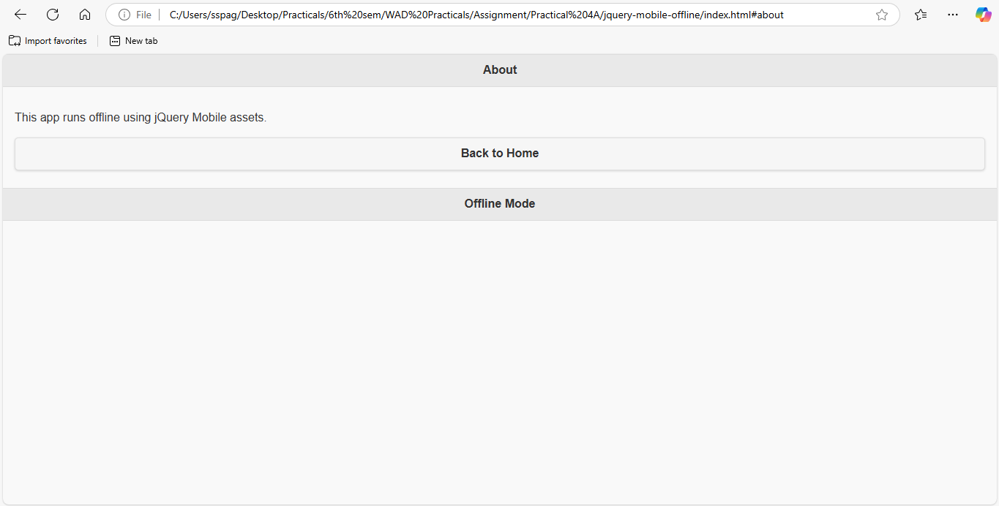 File C:/Users/sspag/Desktop/Practicals/6th%20sem/WAD%20Practicals/Assignment/Practical%204A/jquery-mobile-offline/index.html#about
Import favorites New tab
About
This app runs offline using jQuery Mobile assets.
Back to Home
Offline Mode